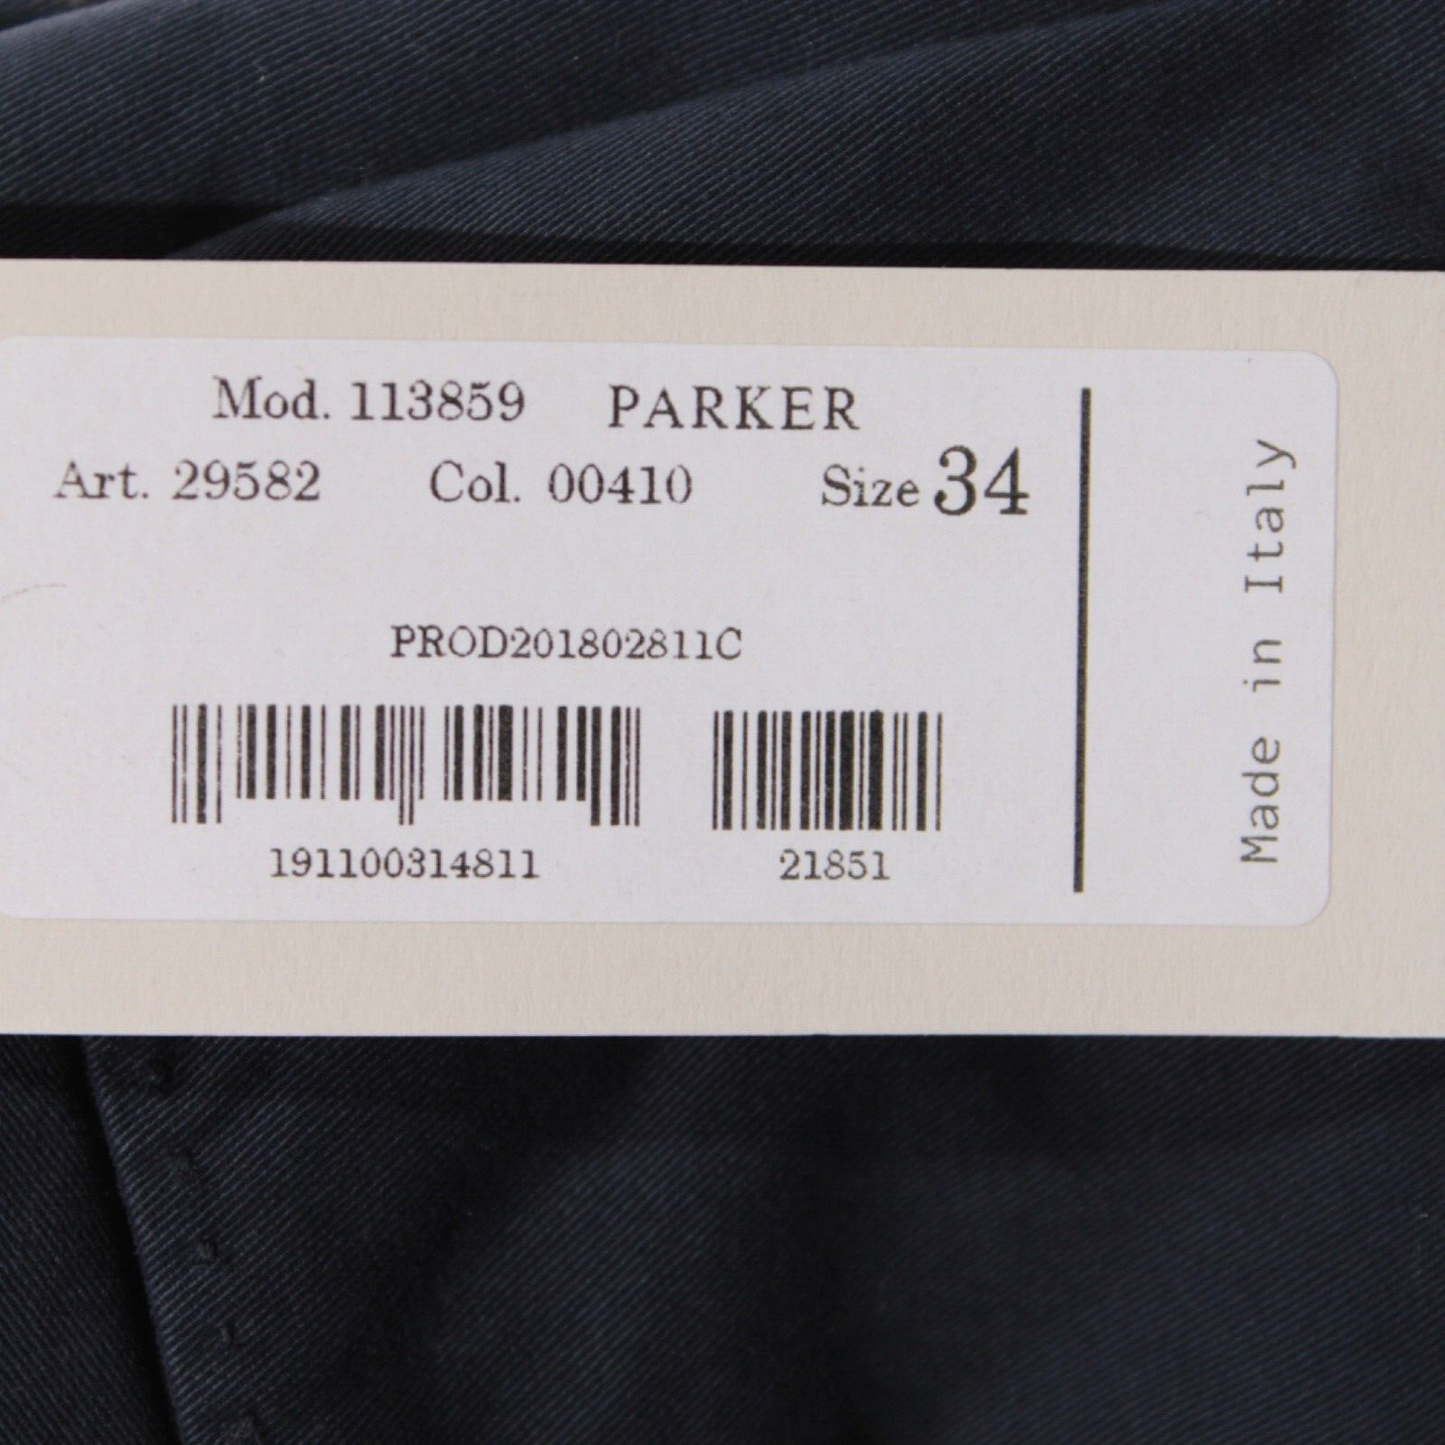 Mod. 113859 PARKER
Art. 29582 Col. 00410 Size 34
PROD201802811C
191100314811 21851
Made in Italy